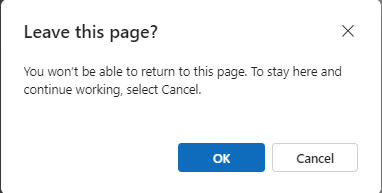 Leave this page?
You won't be able to return to this page. To stay here and
continue working, select Cancel.
OK
Cancel